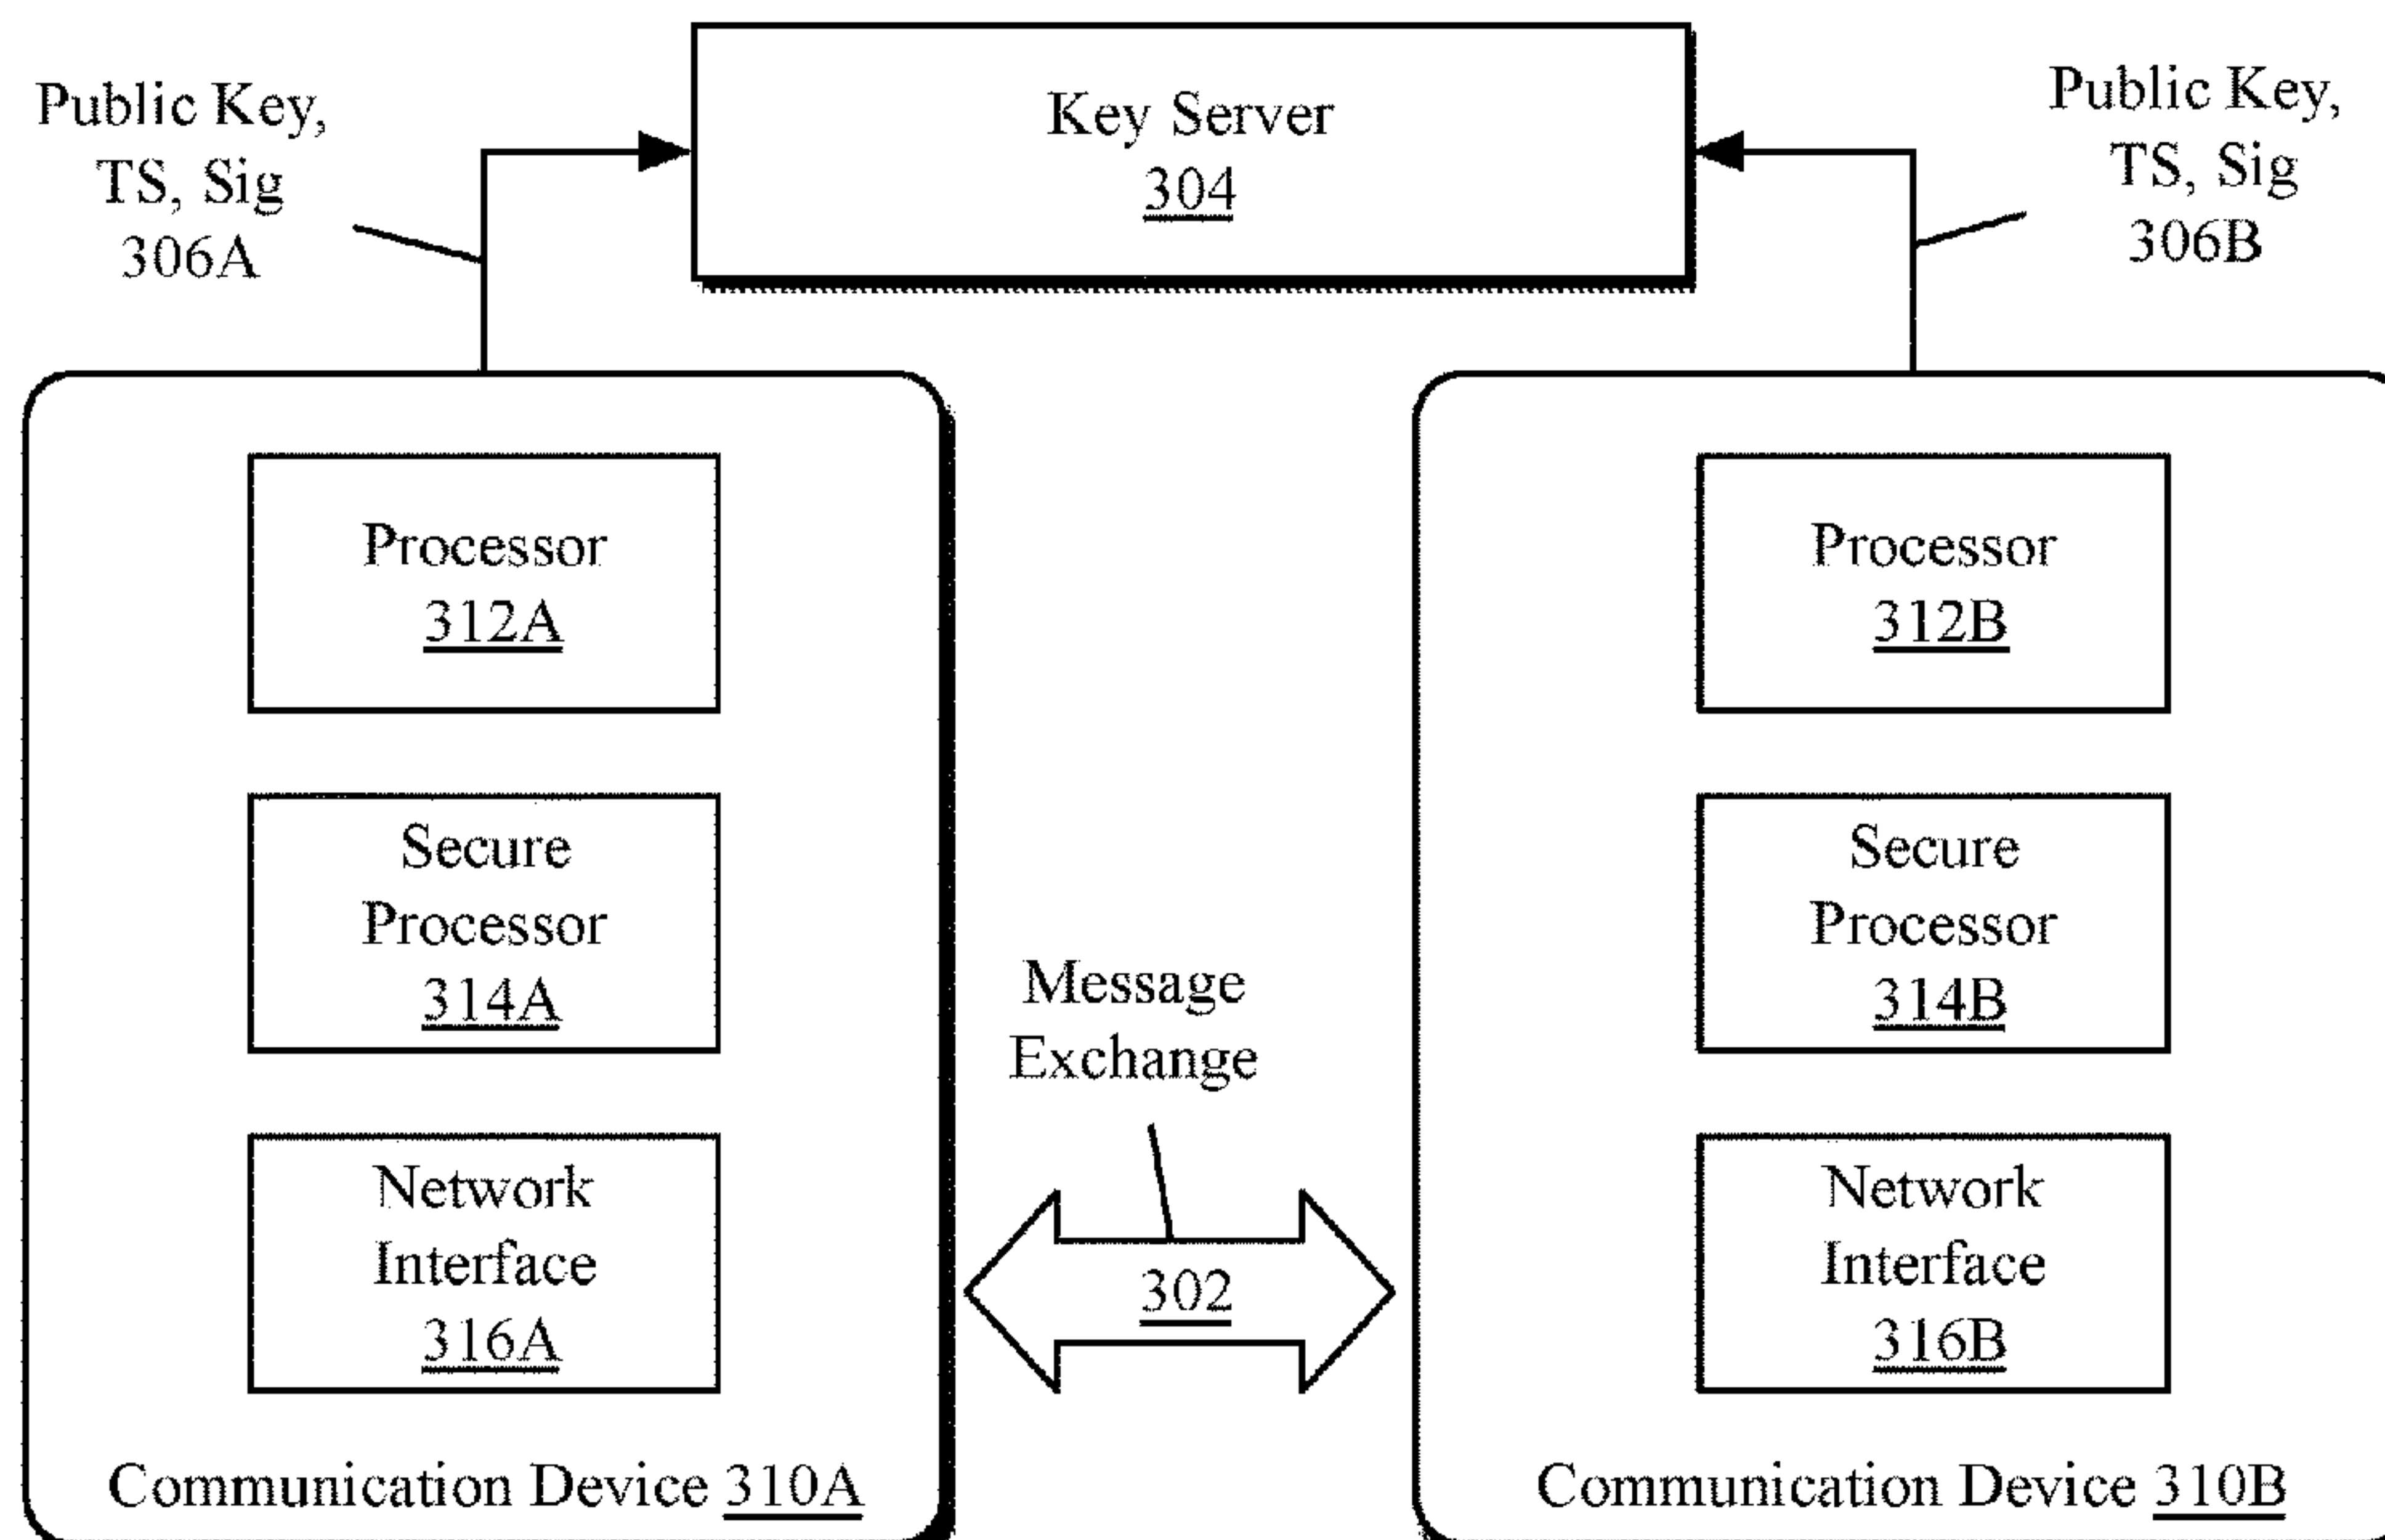 Public Key,
TS, Sig
306A
Key Server
304
Public Key,
TS, Sig
306B
Processor
312A
Secure
Processor
314A
Network
Interface
316A
Communication Device 310A
Message
Exchange
302
Processor
312B
Secure
Processor
314B
Network
Interface
316B
Communication Device 310B